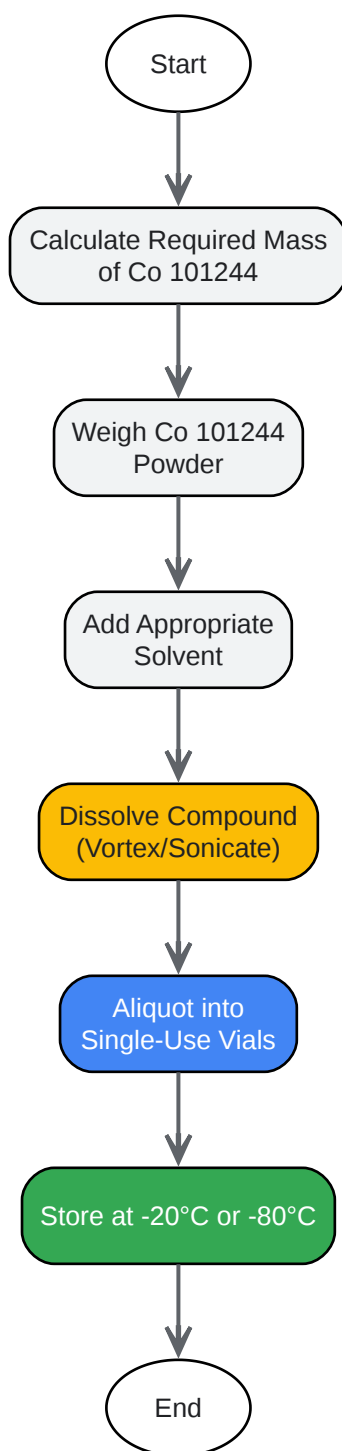 Start
Calculate Required Mass
of Co 101244
Weigh Co 101244
Powder
Add Appropriate
Solvent
Dissolve Compound
(Vortex/Sonicate)
Aliquot into
Single-Use Vials
Store at -20°C or -80°C
End